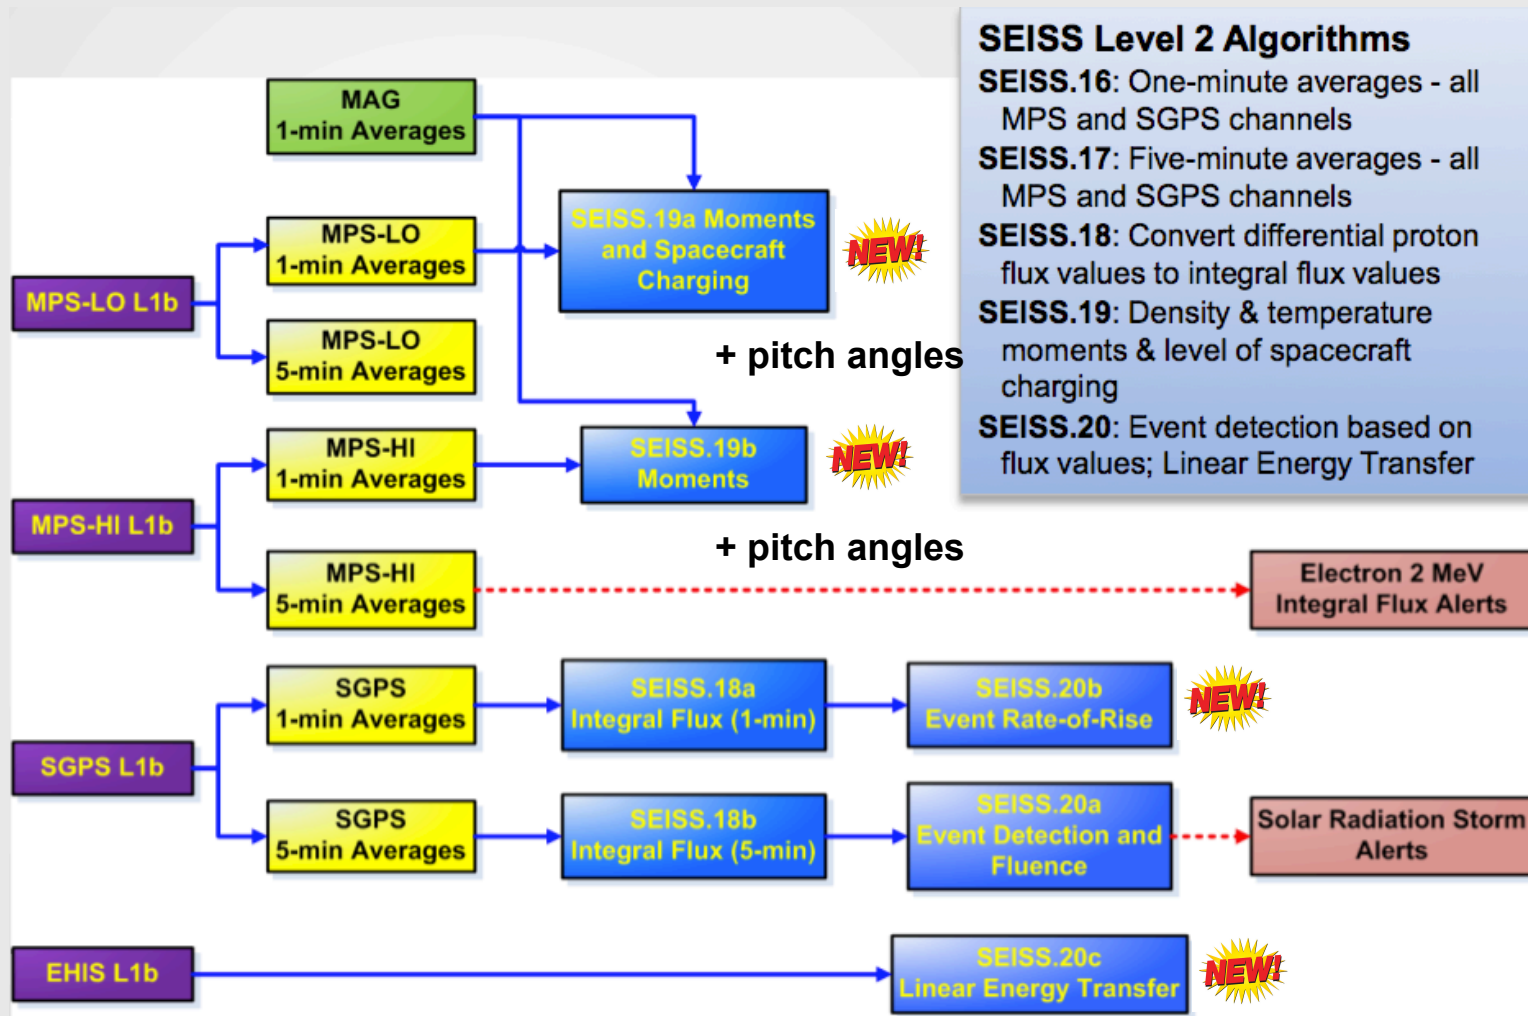 SEISS Level 2 Algorithms
SEISS.16: One-minute averages - all
MPS and SGPS channels
SEISS.17: Five-minute averages - all
MPS and SGPS channels
SEISS.18: Convert differential proton
flux values to integral flux values
SEISS.19: Density & temperature
moments & level of spacecraft
charging
SEISS.20: Event detection based on
flux values; Linear Energy Transfer
MAG
1-min Averages
MPS-LO L1b
MPS-LO
1-min Averages
MPS-LO
5-min Averages
SEISS.19a Moments
and Spacecraft
Charging
NEW!
+ pitch angles
MPS-HI L1b
MPS-HI
1-min Averages
SEISS.19b
Moments
NEW!
+ pitch angles
MPS-HI
5-min Averages
Electron 2 MeV
Integral Flux Alerts
SGPS L1b
SGPS
1-min Averages
SEISS.18a
Integral Flux (1-min)
SEISS.20b
Event Rate-of-Rise
NEW!
SGPS
5-min Averages
SEISS.18b
Integral Flux (5-min)
SEISS.20a
Event Detection and
Fluence
Solar Radiation Storm
Alerts
EHIS L1b
SEISS.20c
Linear Energy Transfer
NEW!